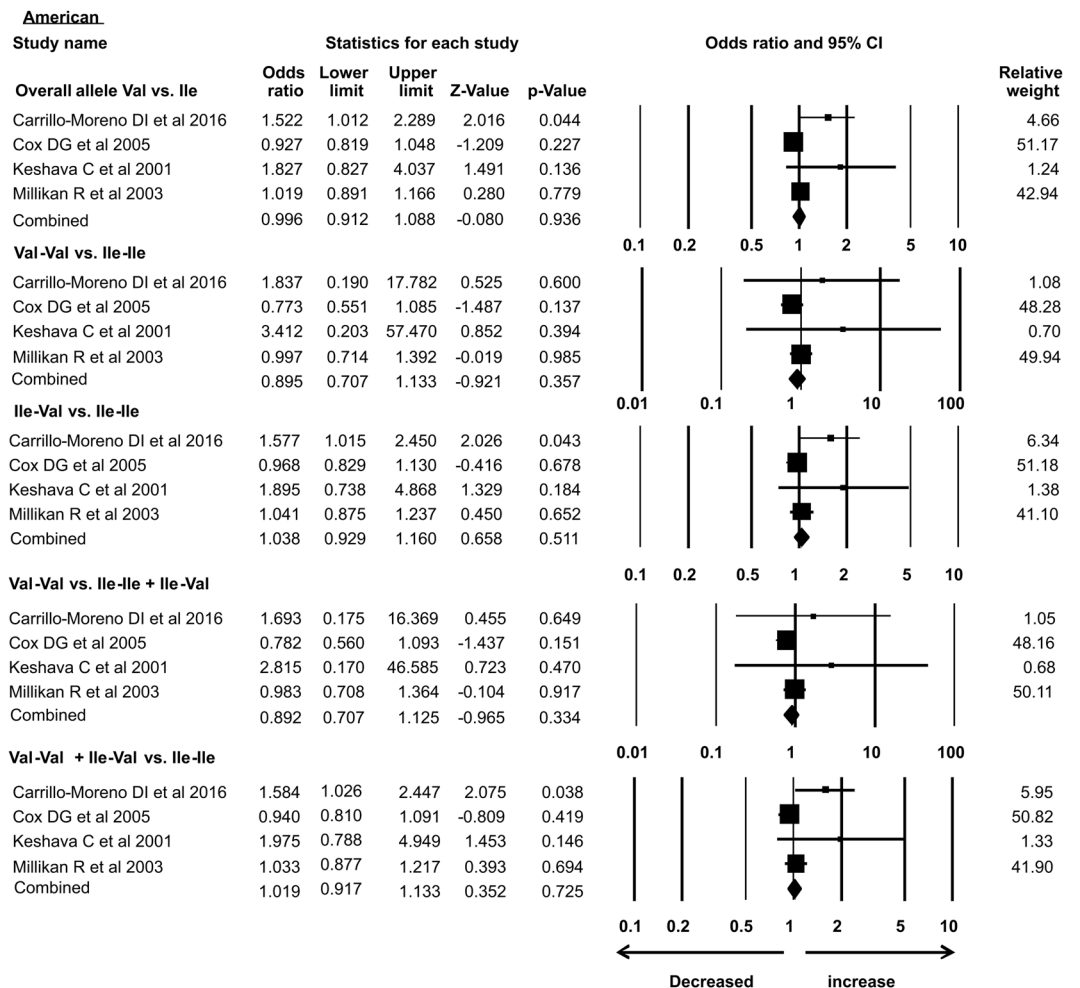 American
Study name Statistics for each study Odds ratio and 95% CI
Overall allele Val vs. Ile Odds ratio Lower limit Upper limit Z-Value p-Value Relative weight
Carrillo-Moreno DI et al 2016 1.522 1.012 2.289 2.016 0.044 4.66
Cox DG et al 2005 0.927 0.819 1.048 -1.209 0.227 51.17
Keshava C et al 2001 1.827 0.827 4.037 1.491 0.136 1.24
Millikan R et al 2003 1.019 0.891 1.166 0.280 0.779 42.94
Combined 0.996 0.912 1.088 -0.080 0.936
0.1 0.2 0.5 1 2 5 10
Val-Val vs. Ile-Ile
Carrillo-Moreno DI et al 2016 1.837 0.190 17.782 0.525 0.600 1.08
Cox DG et al 2005 0.773 0.551 1.085 -1.487 0.137 48.28
Keshava C et al 2001 3.412 0.203 57.470 0.852 0.394 0.70
Millikan R et al 2003 0.997 0.714 1.392 -0.019 0.985 49.94
Combined 0.895 0.707 1.133 -0.921 0.357
0.01 0.1 1 10 100
Ile-Val vs. Ile-Ile
Carrillo-Moreno DI et al 2016 1.577 1.015 2.450 2.026 0.043 6.34
Cox DG et al 2005 0.968 0.829 1.130 -0.416 0.678 51.18
Keshava C et al 2001 1.895 0.738 4.868 1.329 0.184 1.38
Millikan R et al 2003 1.041 0.875 1.237 0.450 0.652 41.10
Combined 1.038 0.929 1.160 0.658 0.511
0.1 0.2 0.5 1 2 5 10
Val-Val vs. Ile-Ile + Ile-Val
Carrillo-Moreno DI et al 2016 1.693 0.175 16.369 0.455 0.649 1.05
Cox DG et al 2005 0.782 0.560 1.093 -1.437 0.151 48.16
Keshava C et al 2001 2.815 0.170 46.585 0.723 0.470 0.68
Millikan R et al 2003 0.983 0.708 1.364 -0.104 0.917 50.11
Combined 0.892 0.707 1.125 -0.965 0.334
0.01 0.1 1 10 100
Val-Val + Ile-Val vs. Ile-Ile
Carrillo-Moreno DI et al 2016 1.584 1.026 2.447 2.075 0.038 5.95
Cox DG et al 2005 0.940 0.810 1.091 -0.809 0.419 50.82
Keshava C et al 2001 1.975 0.788 4.949 1.453 0.146 1.33
Millikan R et al 2003 1.033 0.877 1.217 0.393 0.694 41.90
Combined 1.019 0.917 1.133 0.352 0.725
0.1 0.2 0.5 1 2 5 10
Decreased increase